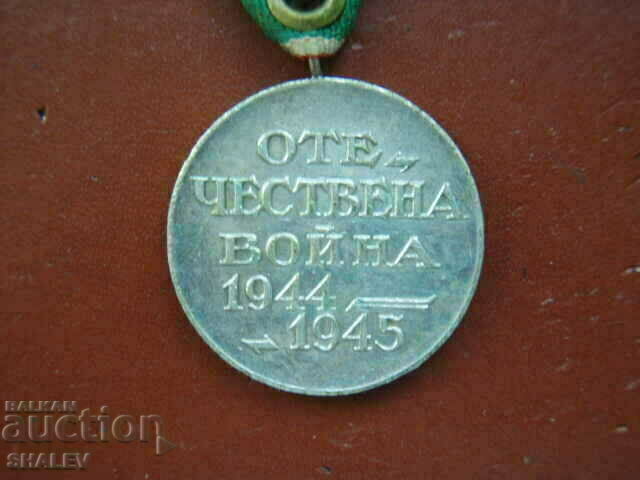 ОТЕ
ЧЕСТВЕНА
ВОЙНА
1944
1945
BALKAN
auction
SHALEV